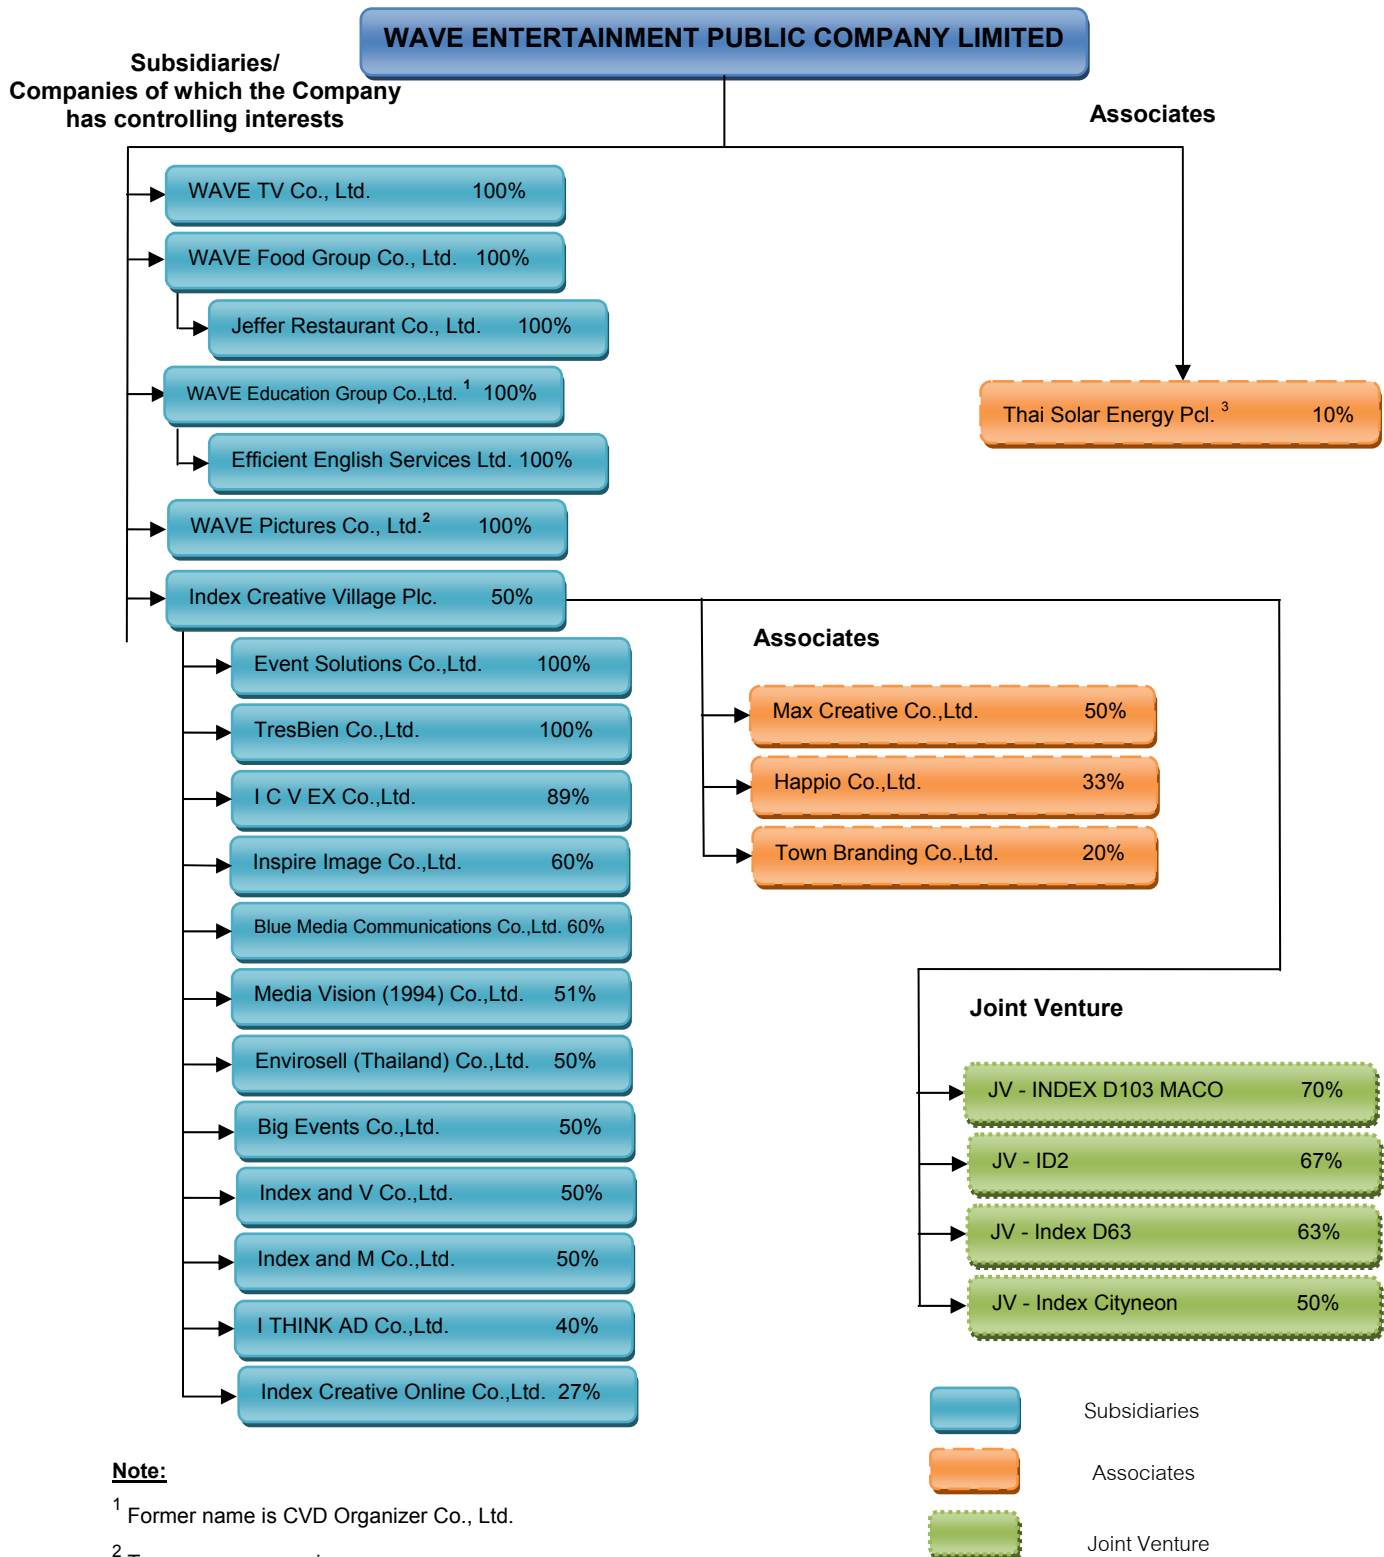 WAVE ENTERTAINMENT PUBLIC COMPANY LIMITED
Subsidiaries/
Companies of which the Company
has controlling interests
Associates
WAVE TV Co., Ltd. 100%
WAVE Food Group Co., Ltd. 100%
Jeffer Restaurant Co., Ltd. 100%
WAVE Education Group Co.,Ltd. 1 100%
Efficient English Services Ltd. 100%
WAVE Pictures Co., Ltd.2 100%
Index Creative Village Plc. 50%
Thai Solar Energy Pcl. 3 10%
Event Solutions Co.,Ltd. 100%
TresBien Co.,Ltd. 100%
I C V EX Co.,Ltd. 89%
Inspire Image Co.,Ltd. 60%
Blue Media Communications Co.,Ltd. 60%
Media Vision (1994) Co.,Ltd. 51%
Envirosell (Thailand) Co.,Ltd. 50%
Big Events Co.,Ltd. 50%
Index and V Co.,Ltd. 50%
Index and M Co.,Ltd. 50%
I THINK AD Co.,Ltd. 40%
Index Creative Online Co.,Ltd. 27%
Associates
Max Creative Co.,Ltd. 50%
Happio Co.,Ltd. 33%
Town Branding Co.,Ltd. 20%
Joint Venture
JV - INDEX D103 MACO 70%
JV - ID2 67%
JV - Index D63 63%
JV - Index Cityneon 50%
Subsidiaries
Associates
Joint Venture
Note:
1 Former name is CVD Organizer Co., Ltd.
2